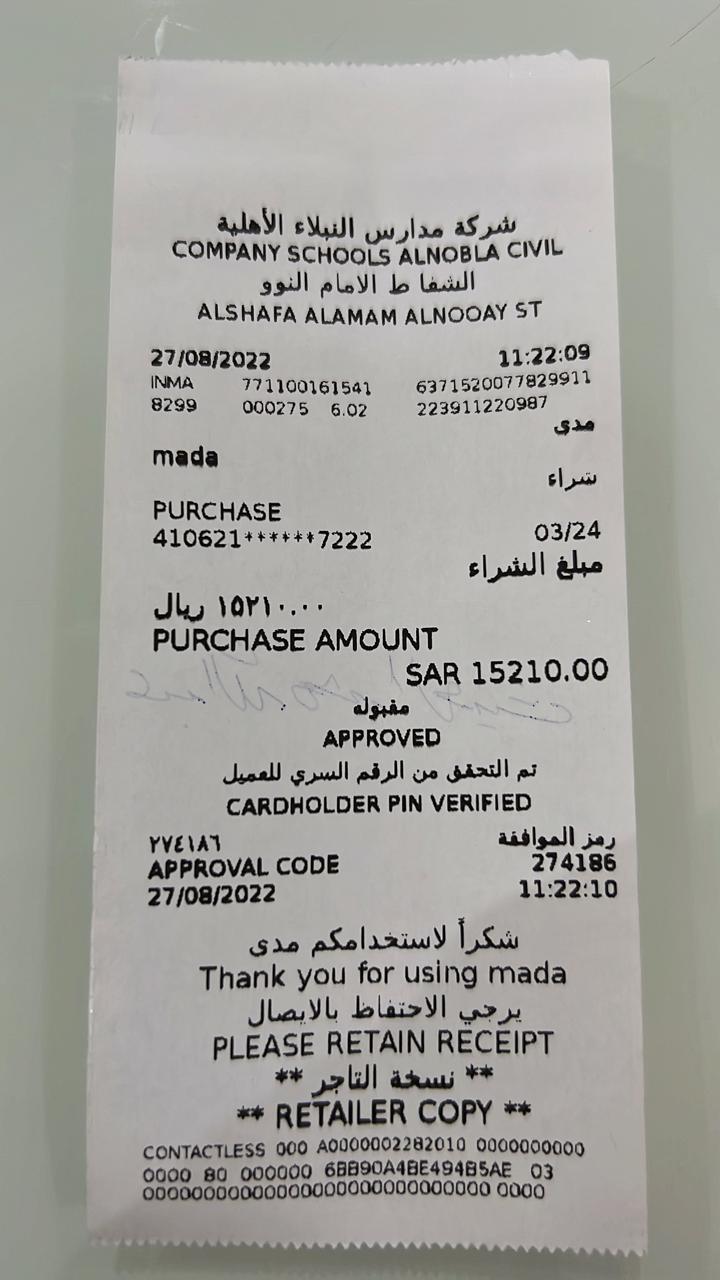 شركة مدارس النبلاء الأهلية
COMPANY SCHOOLS ALNOBLA CIVIL
الشفا ط الامام النوو
ALSHAFA ALAMAM ALNOOAY ST
27/08/2022 11:22:09
INMA 771100161541 6371520077829911
8299 000275 6.02 223911220987
مدى
mada
شراء
PURCHASE
410621******7222 03/24
مبلغ الشراء
١٥٢١٠.٠٠ ريال
PURCHASE AMOUNT
SAR 15210.00
مقبوله
APPROVED
تم التحقق من الرقم السري للعميل
CARDHOLDER PIN VERIFIED
رمز الموافقة ٢٧٤١٨٦
APPROVAL CODE 274186
27/08/2022 11:22:10
شكراً لاستخدامكم مدى
Thank you for using mada
يرجي الاحتفاظ بالايصال
PLEASE RETAIN RECEIPT
** نسخة التاجر **
** RETAILER COPY **
CONTACTLESS 000 A0000002282010 0000000000
0000 80 000000 6BB90A4BE494B5AE 03
0000000000000000000000000000000 0000